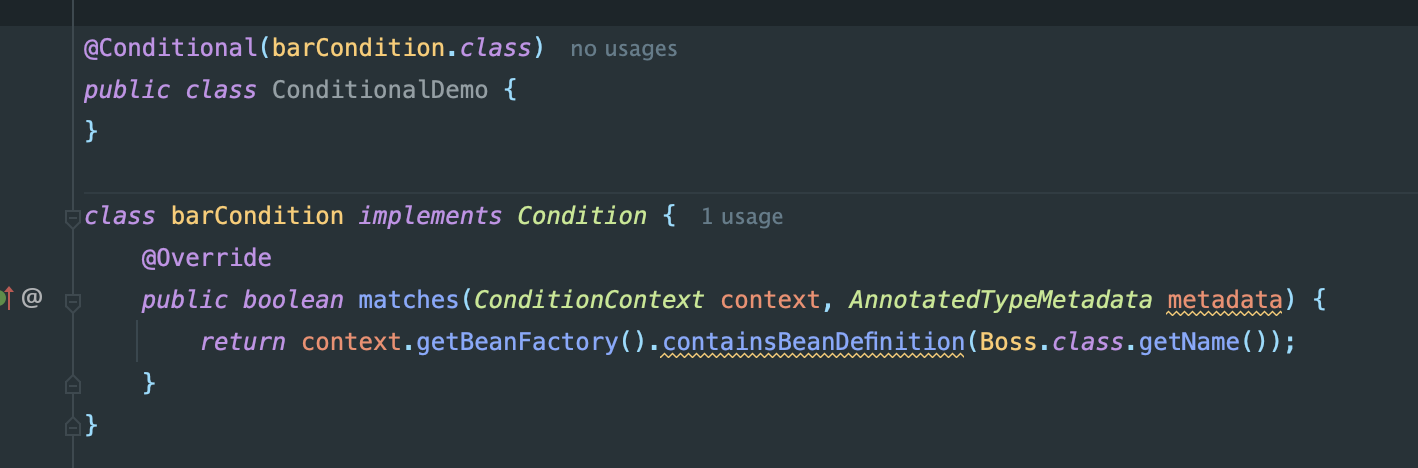 @Conditional(barCondition.class) no usages
public class ConditionalDemo {
}
class barCondition implements Condition { 1 usage
@Override
@ public boolean matches(ConditionContext context, AnnotatedTypeMetadata metadata) {
return context.getBeanFactory().containsBeanDefinition(Boss.class.getName());
}
}